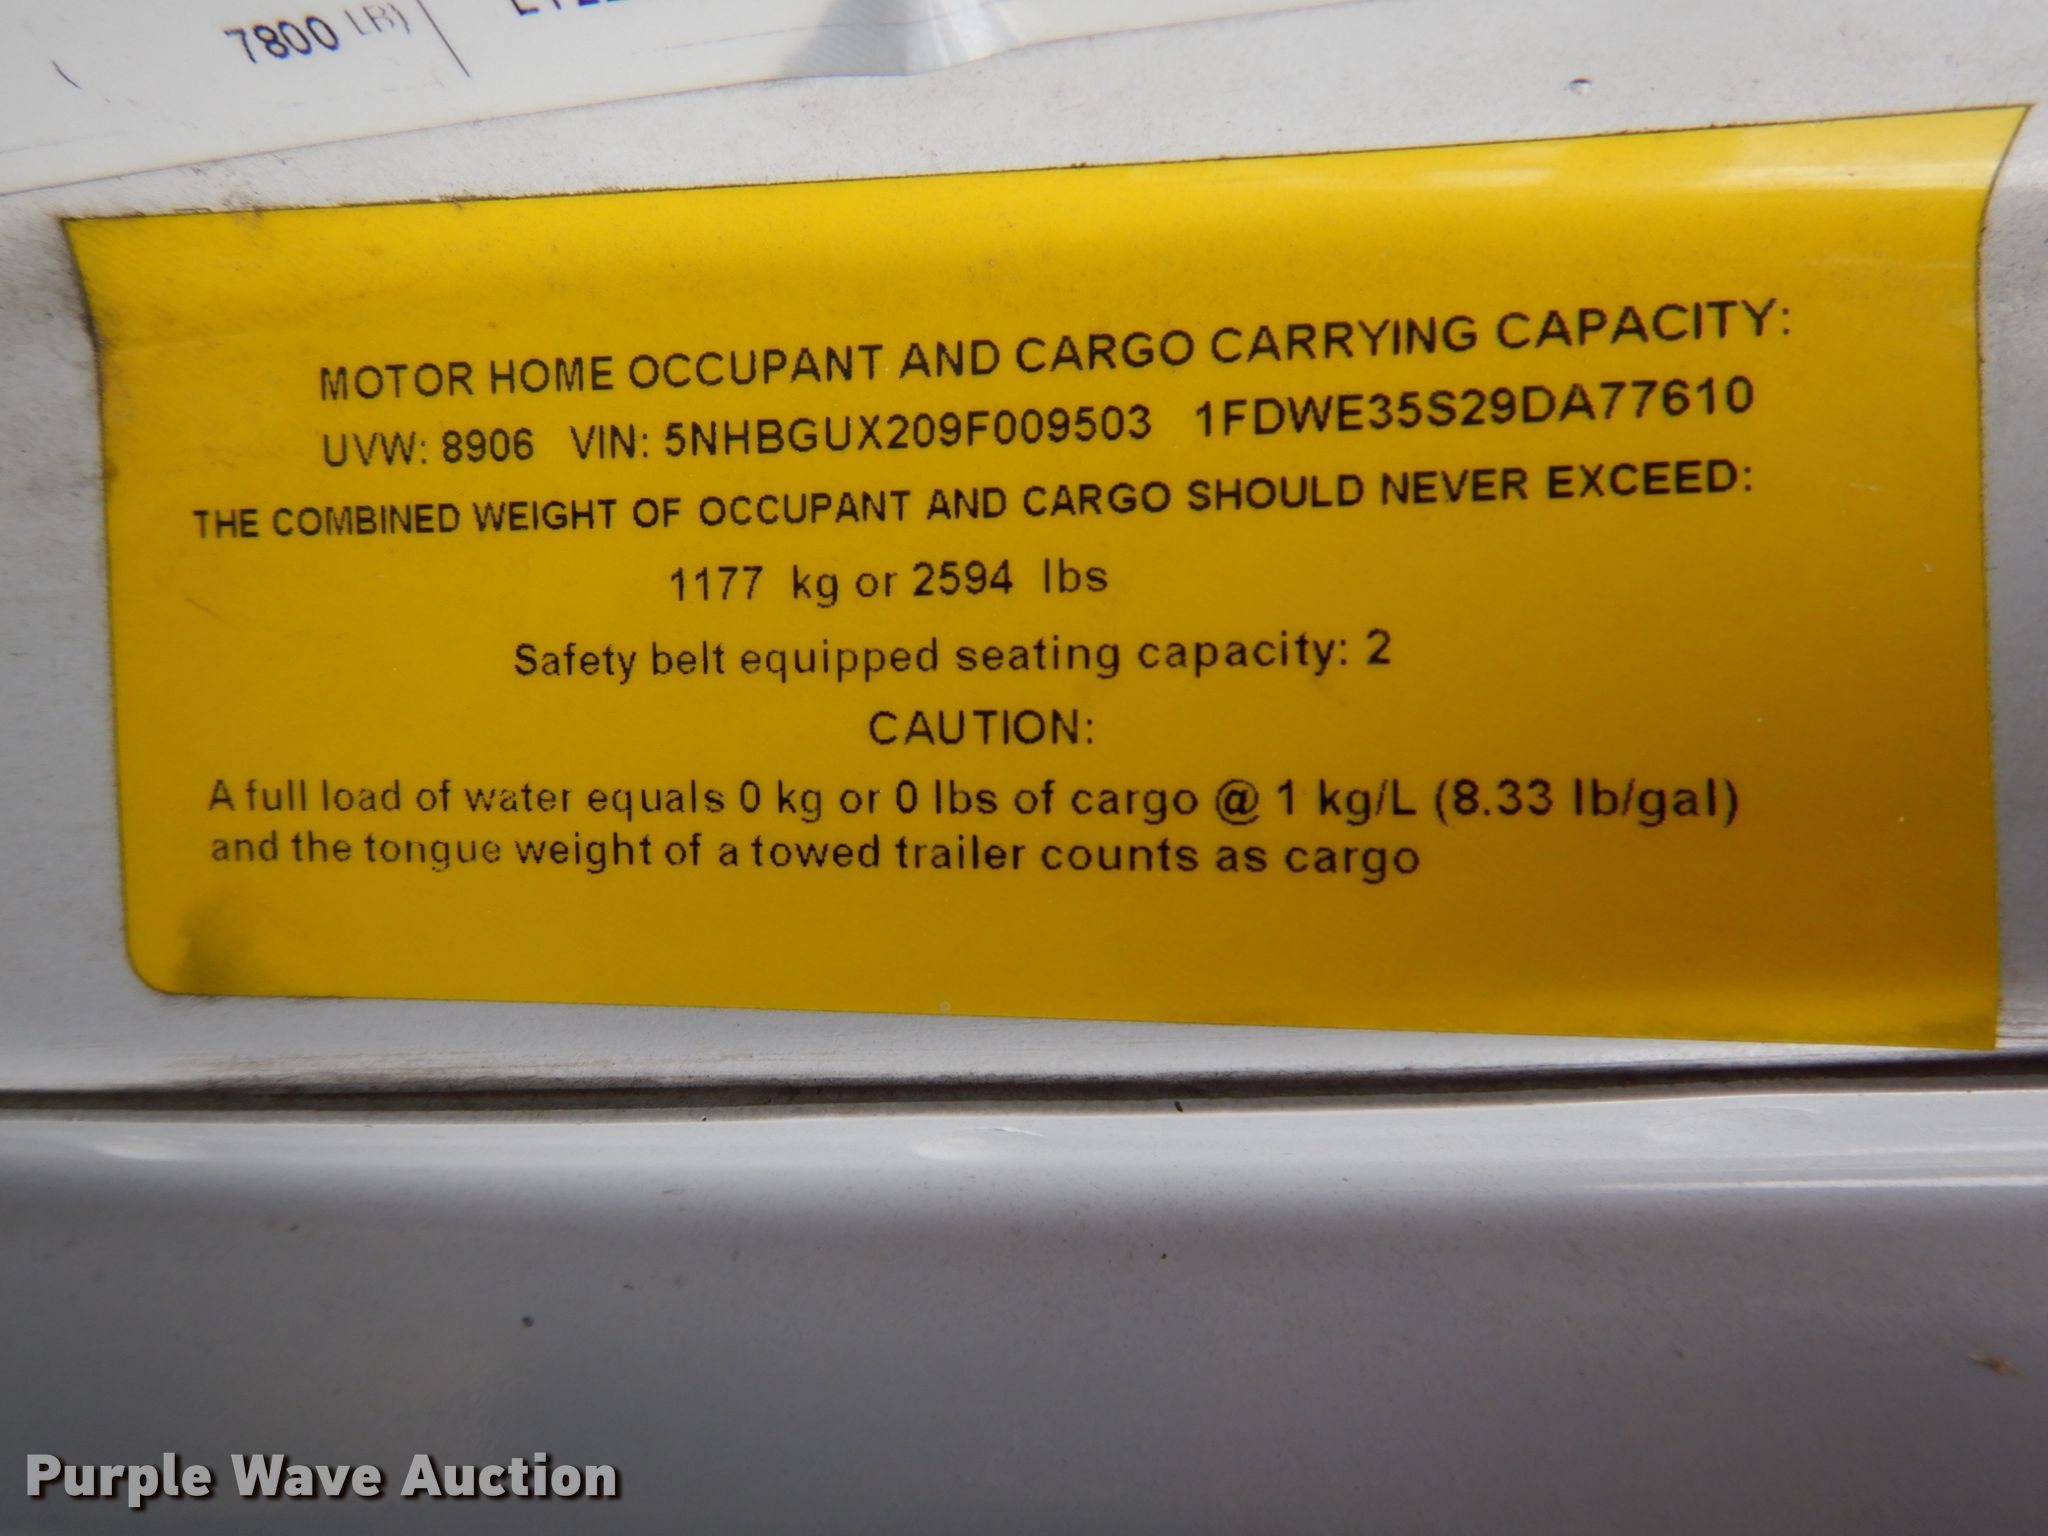 7800 LB)
MOTOR HOME OCCUPANT AND CARGO CARRYING CAPACITY:
UVW: 8906 VIN: 5NHBGUX209F009503 1FDWE35S29DA77610
THE COMBINED WEIGHT OF OCCUPANT AND CARGO SHOULD NEVER EXCEED:
1177 kg or 2594 lbs
Safety belt equipped seating capacity: 2
CAUTION:
A full load of water equals 0 kg or 0 lbs of cargo @ 1 kg/L (8.33 lb/gal)
and the tongue weight of a towed trailer counts as cargo
Purple Wave Auction